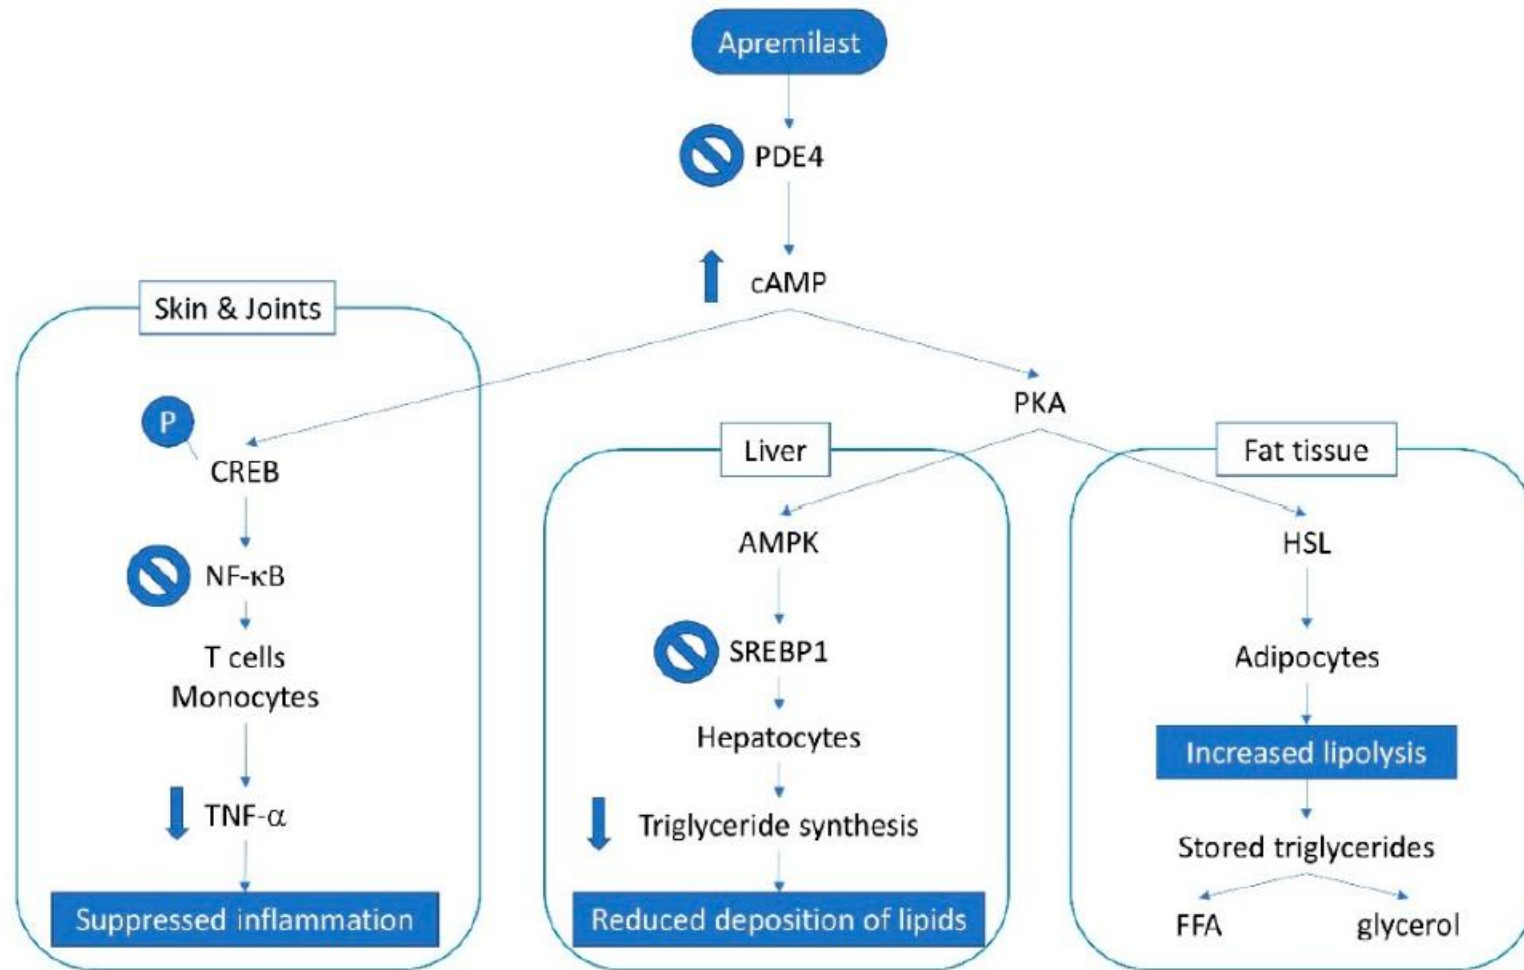 Apremilast
PDE4
cAMP
Skin & Joints
P
CREB
NF-κB
T cells
Monocytes
TNF-α
Suppressed inflammation
PKA
Liver
AMPK
SREBP1
Hepatocytes
Triglyceride synthesis
Reduced deposition of lipids
Fat tissue
HSL
Adipocytes
Increased lipolysis
Stored triglycerides
FFA
glycerol